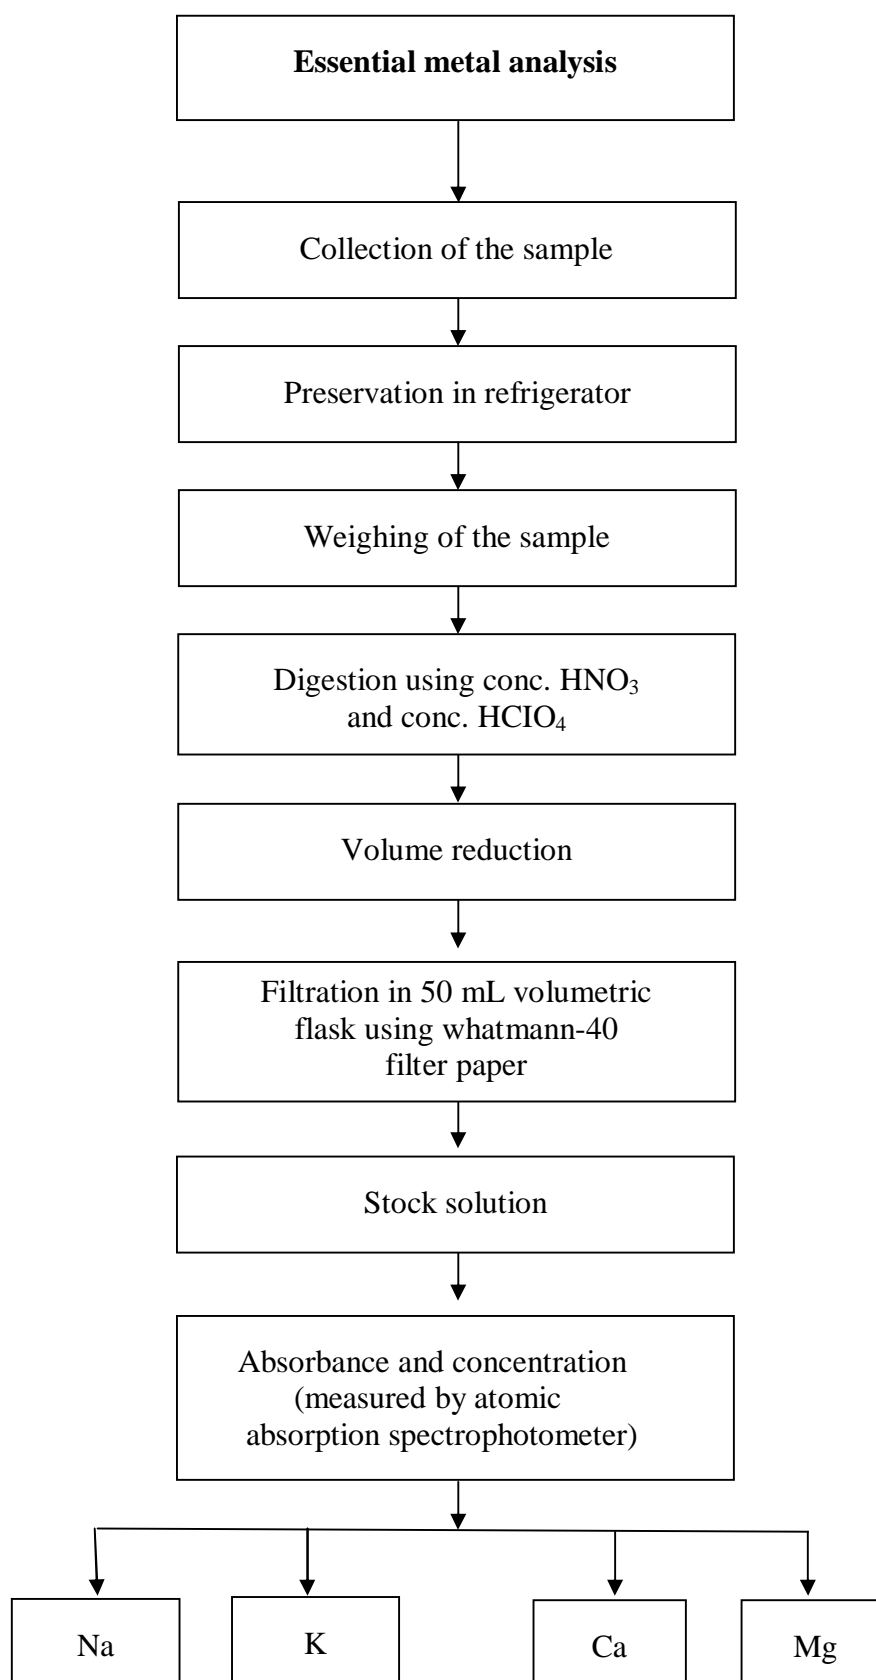 Essential metal analysis
Collection of the sample
Preservation in refrigerator
Weighing of the sample
Digestion using conc. HNO₃
and conc. HCIO₄
Volume reduction
Filtration in 50 mL volumetric
flask using whatmann-40
filter paper
Stock solution
Absorbance and concentration
(measured by atomic
absorption spectrophotometer)
Na
K
Ca
Mg